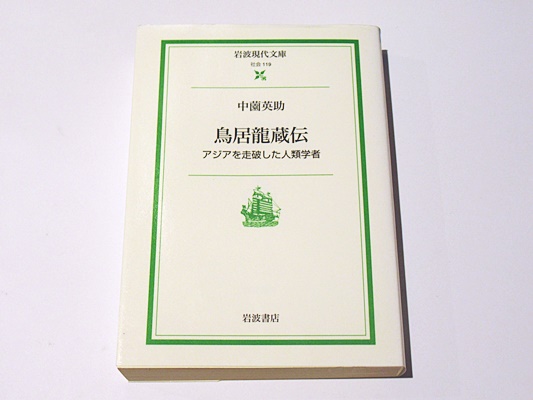 岩波現代文庫
社会 119
中薗英助
鳥居龍蔵伝
アジアを走破した人類学者
岩波書店